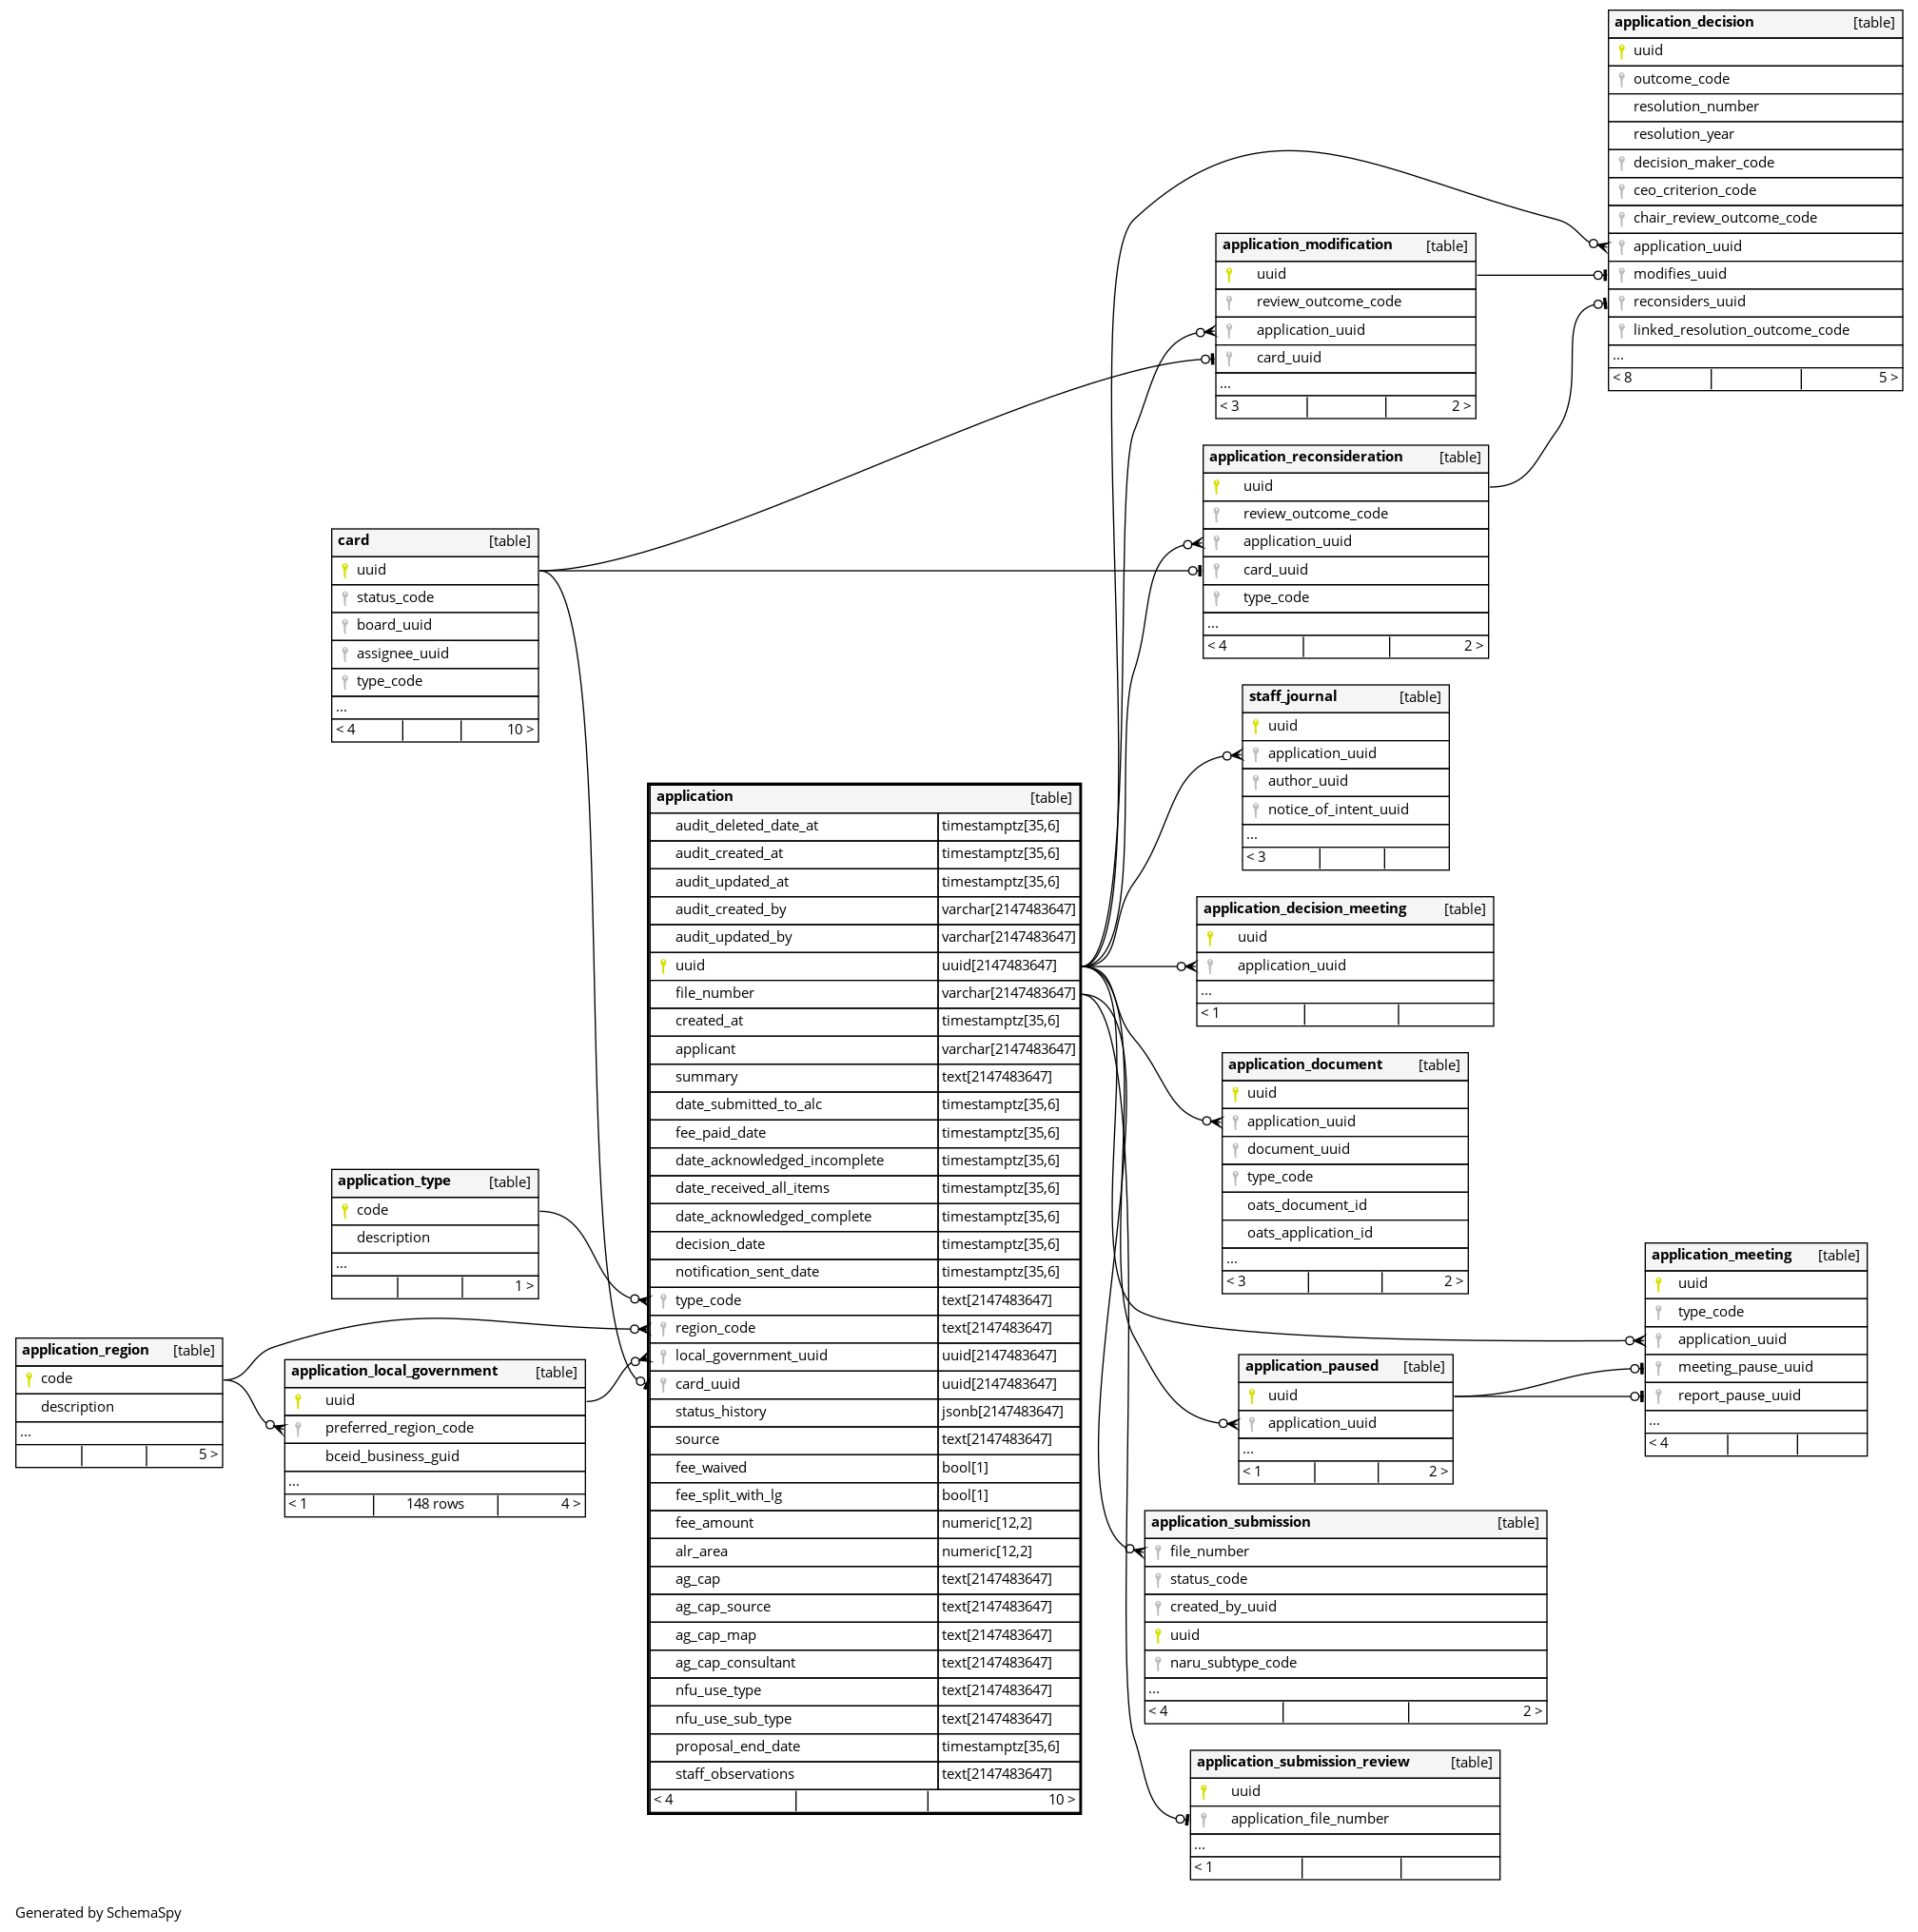 application_decision [table]
uuid
outcome_code
resolution_number
resolution_year
decision_maker_code
ceo_criterion_code
chair_review_outcome_code
application_uuid
modifies_uuid
reconsiders_uuid
linked_resolution_outcome_code
...
< 8 5 >
application_modification [table]
uuid
review_outcome_code
application_uuid
card_uuid
...
< 3 2 >
application_reconsideration [table]
uuid
review_outcome_code
application_uuid
card_uuid
type_code
...
< 4 2 >
card [table]
uuid
status_code
board_uuid
assignee_uuid
type_code
...
< 4 10 >
staff_journal [table]
uuid
application_uuid
author_uuid
notice_of_intent_uuid
...
< 3
application [table]
audit_deleted_date_at timestamptz[35,6]
audit_created_at timestamptz[35,6]
audit_updated_at timestamptz[35,6]
audit_created_by varchar[2147483647]
audit_updated_by varchar[2147483647]
uuid uuid[2147483647]
file_number varchar[2147483647]
created_at timestamptz[35,6]
applicant varchar[2147483647]
summary text[2147483647]
date_submitted_to_alc timestamptz[35,6]
fee_paid_date timestamptz[35,6]
date_acknowledged_incomplete timestamptz[35,6]
date_received_all_items timestamptz[35,6]
date_acknowledged_complete timestamptz[35,6]
decision_date timestamptz[35,6]
notification_sent_date timestamptz[35,6]
type_code text[2147483647]
region_code text[2147483647]
local_government_uuid uuid[2147483647]
card_uuid uuid[2147483647]
status_history jsonb[2147483647]
source text[2147483647]
fee_waived bool[1]
fee_split_with_lg bool[1]
fee_amount numeric[12,2]
alr_area numeric[12,2]
ag_cap text[2147483647]
ag_cap_source text[2147483647]
ag_cap_map text[2147483647]
ag_cap_consultant text[2147483647]
nfu_use_type text[2147483647]
nfu_use_sub_type text[2147483647]
proposal_end_date timestamptz[35,6]
staff_observations text[2147483647]
< 4 10 >
application_decision_meeting [table]
uuid
application_uuid
...
< 1
application_document [table]
uuid
application_uuid
document_uuid
type_code
oats_document_id
oats_application_id
...
< 3 2 >
application_type [table]
code
description
...
1 >
application_region [table]
code
description
...
5 >
application_local_government [table]
uuid
preferred_region_code
bceid_business_guid
...
< 1 148 rows 4 >
application_meeting [table]
uuid
type_code
application_uuid
meeting_pause_uuid
report_pause_uuid
...
< 4
application_paused [table]
uuid
application_uuid
...
< 1 2 >
application_submission [table]
file_number
status_code
created_by_uuid
uuid
naru_subtype_code
...
< 4 2 >
application_submission_review [table]
uuid
application_file_number
...
< 1
Generated by SchemaSpy